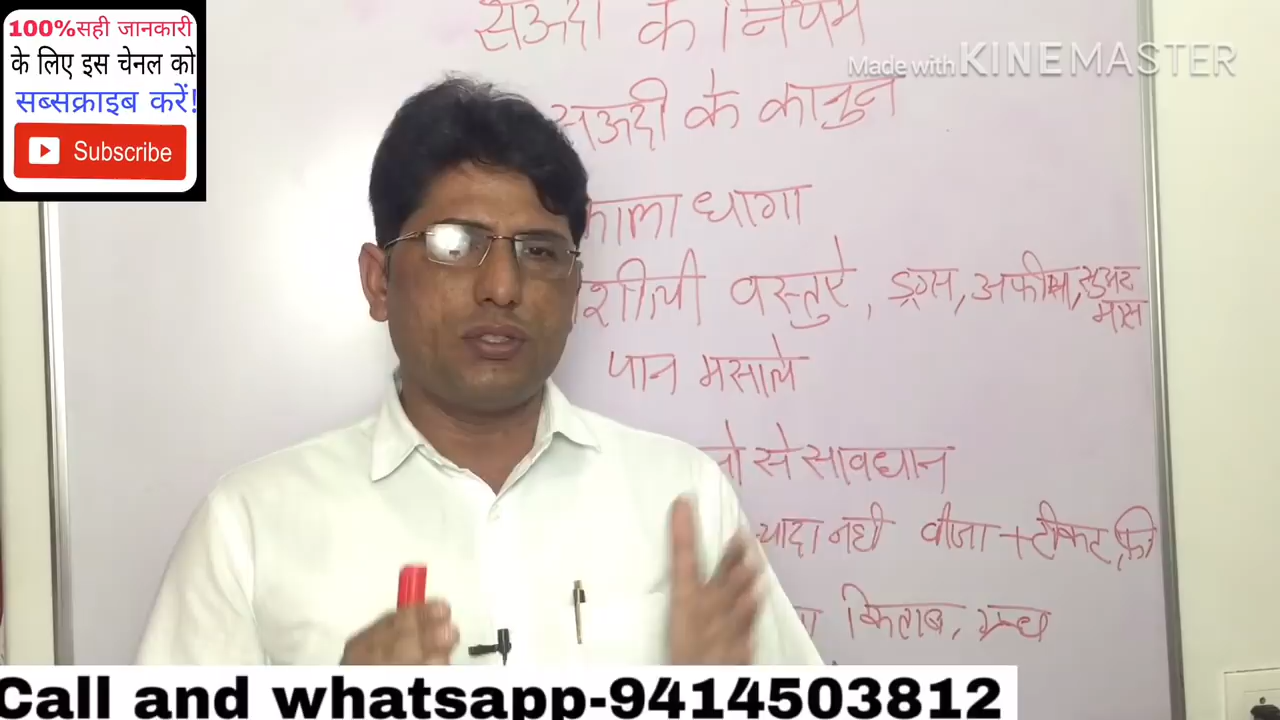 100%सही जानकारी
के लिए इस चेनल को
सब्सक्राइब करें!
Subscribe
Made with KINEMASTER
सऊदी के नियम
सऊदी के कानुन
काला धागा
शीली वस्तुऐ, ड्रग्स, अफीम, सुअर
मास
पान मसाले
से सावधान
नही वीजा + टीकट फ्री
किताब, ग्रन्थ
Call and whatsapp-9414503812